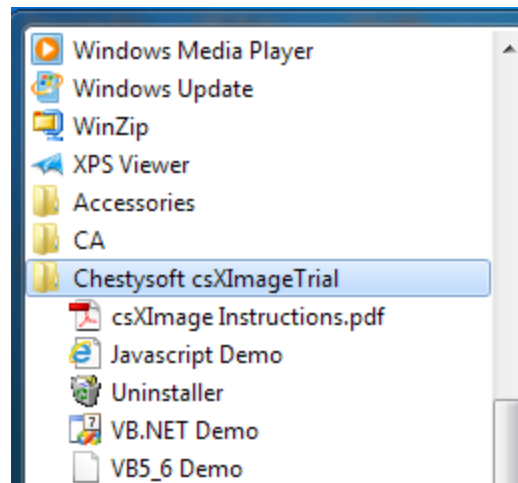 Windows Media Player
Windows Update
WinZip
XPS Viewer
Accessories
CA
Chestysoft csXImageTrial
csXImage Instructions.pdf
Javascript Demo
Uninstaller
VB.NET Demo
VB5_6 Demo